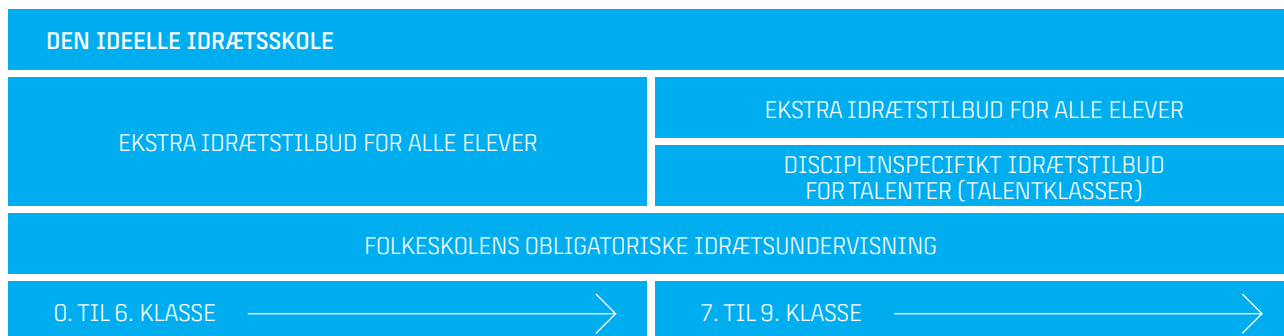 DEN IDEELLE IDRÆTSSKOLE
EKSTRA IDRÆTSTILBUD FOR ALLE ELEVER
EKSTRA IDRÆTSTILBUD FOR ALLE ELEVER
DISCIPLINSPECIFIKT IDRÆTSTILBUD
FOR TALENTER (TALENTKLASSER)
FOLKESKOLENS OBLIGATORISKE IDRÆTSUNDERVISNING
0. TIL 6. KLASSE
7. TIL 9. KLASSE